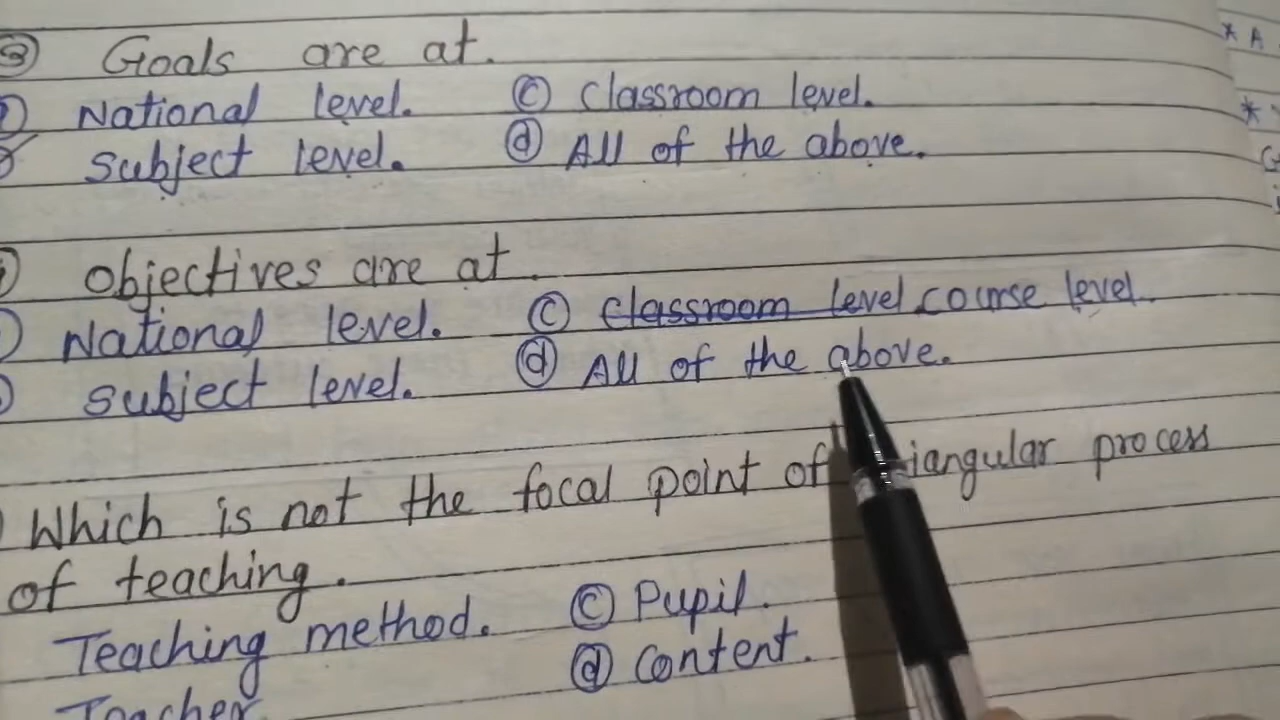 ③ Goals are at.
National level. ⓒ Classroom level.
Subject level. ⓓ All of the above.
Objectives are at.
National level. ⓒ ~~Classroom level~~ course level.
Subject level. ⓓ All of the above.
Which is not the focal point of iangular process
of teaching.
Teaching method. ⓒ Pupil.
ⓓ Content.
Teacher